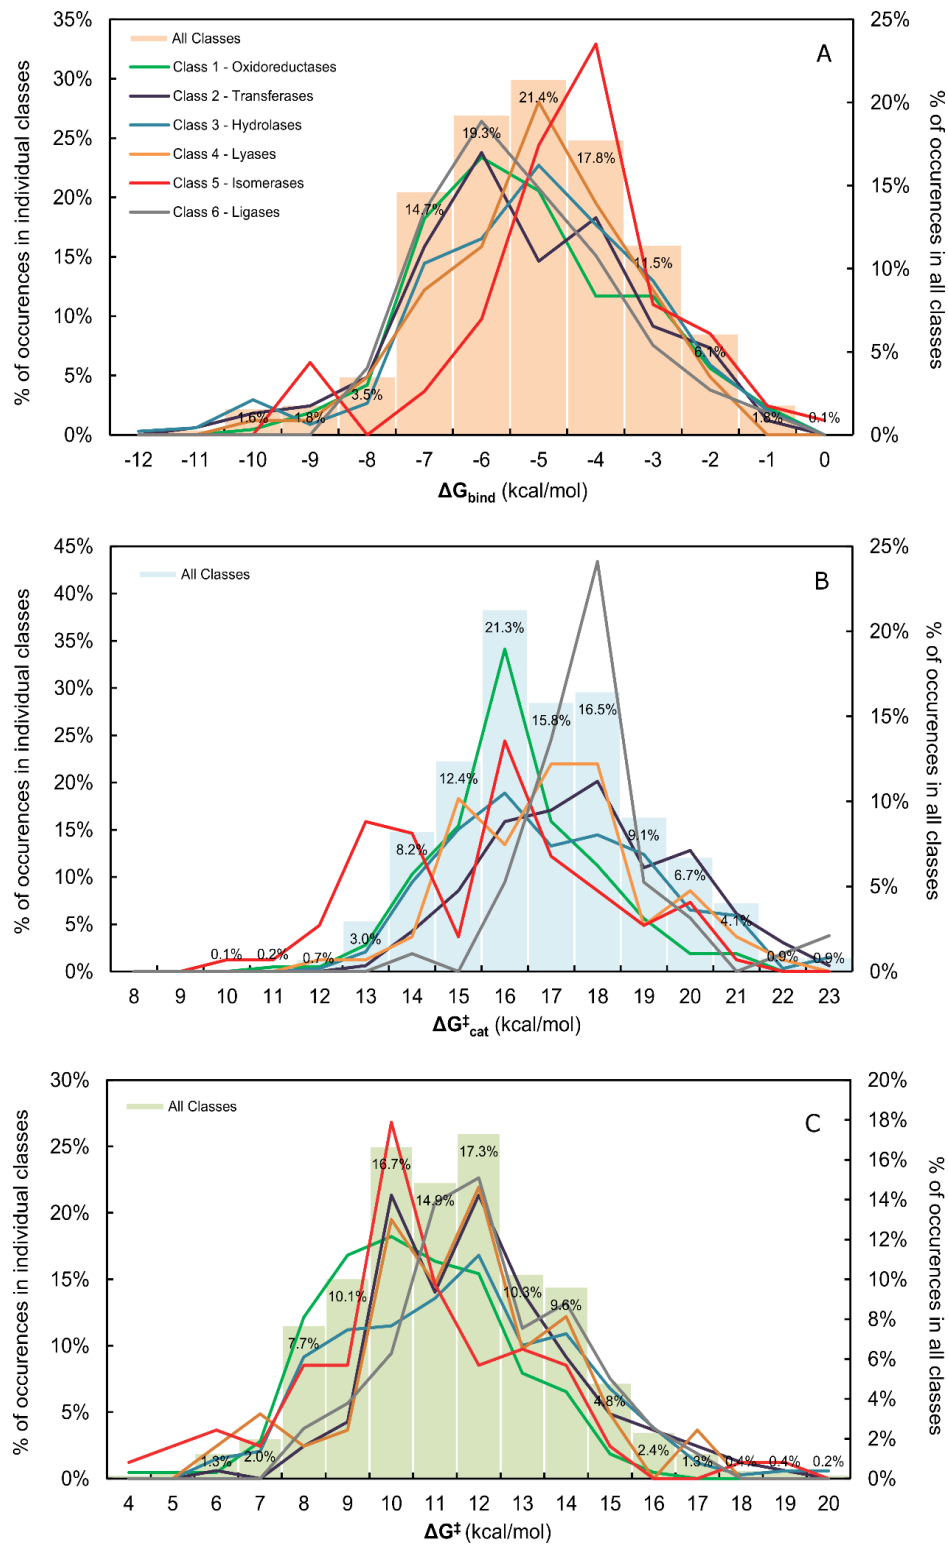 A
% of occurences in individual classes
% of occurences in all classes
35%
30%
25%
20%
15%
10%
5%
0%
25%
20%
15%
10%
5%
0%
All Classes
Class 1 - Oxidoreductases
Class 2 - Transferases
Class 3 - Hydrolases
Class 4 - Lyases
Class 5 - Isomerases
Class 6 - Ligases
1.6% 1.8% 3.5% 14.7% 19.3% 21.4% 17.8% 11.5% 6.1% 1.8% 0.1%
-12 -11 -10 -9 -8 -7 -6 -5 -4 -3 -2 -1 0
ΔGbind (kcal/mol)
B
% of occurences in individual classes
% of occurences in all classes
45%
40%
35%
30%
25%
20%
15%
10%
5%
0%
25%
20%
15%
10%
5%
0%
All Classes
0.1% 0.2% 0.7% 3.0% 8.2% 12.4% 21.3% 15.8% 16.5% 9.1% 6.7% 4.1% 0.9% 0.9%
8 9 10 11 12 13 14 15 16 17 18 19 20 21 22 23
ΔG‡cat (kcal/mol)
C
% of occurences in individual classes
% of occurences in all classes
30%
25%
20%
15%
10%
5%
0%
20%
18%
16%
14%
12%
10%
8%
6%
4%
2%
0%
All Classes
1.3% 2.0% 7.7% 10.1% 16.7% 14.9% 17.3% 10.3% 9.6% 4.8% 2.4% 1.3% 0.4% 0.4% 0.2%
4 5 6 7 8 9 10 11 12 13 14 15 16 17 18 19 20
ΔG‡ (kcal/mol)